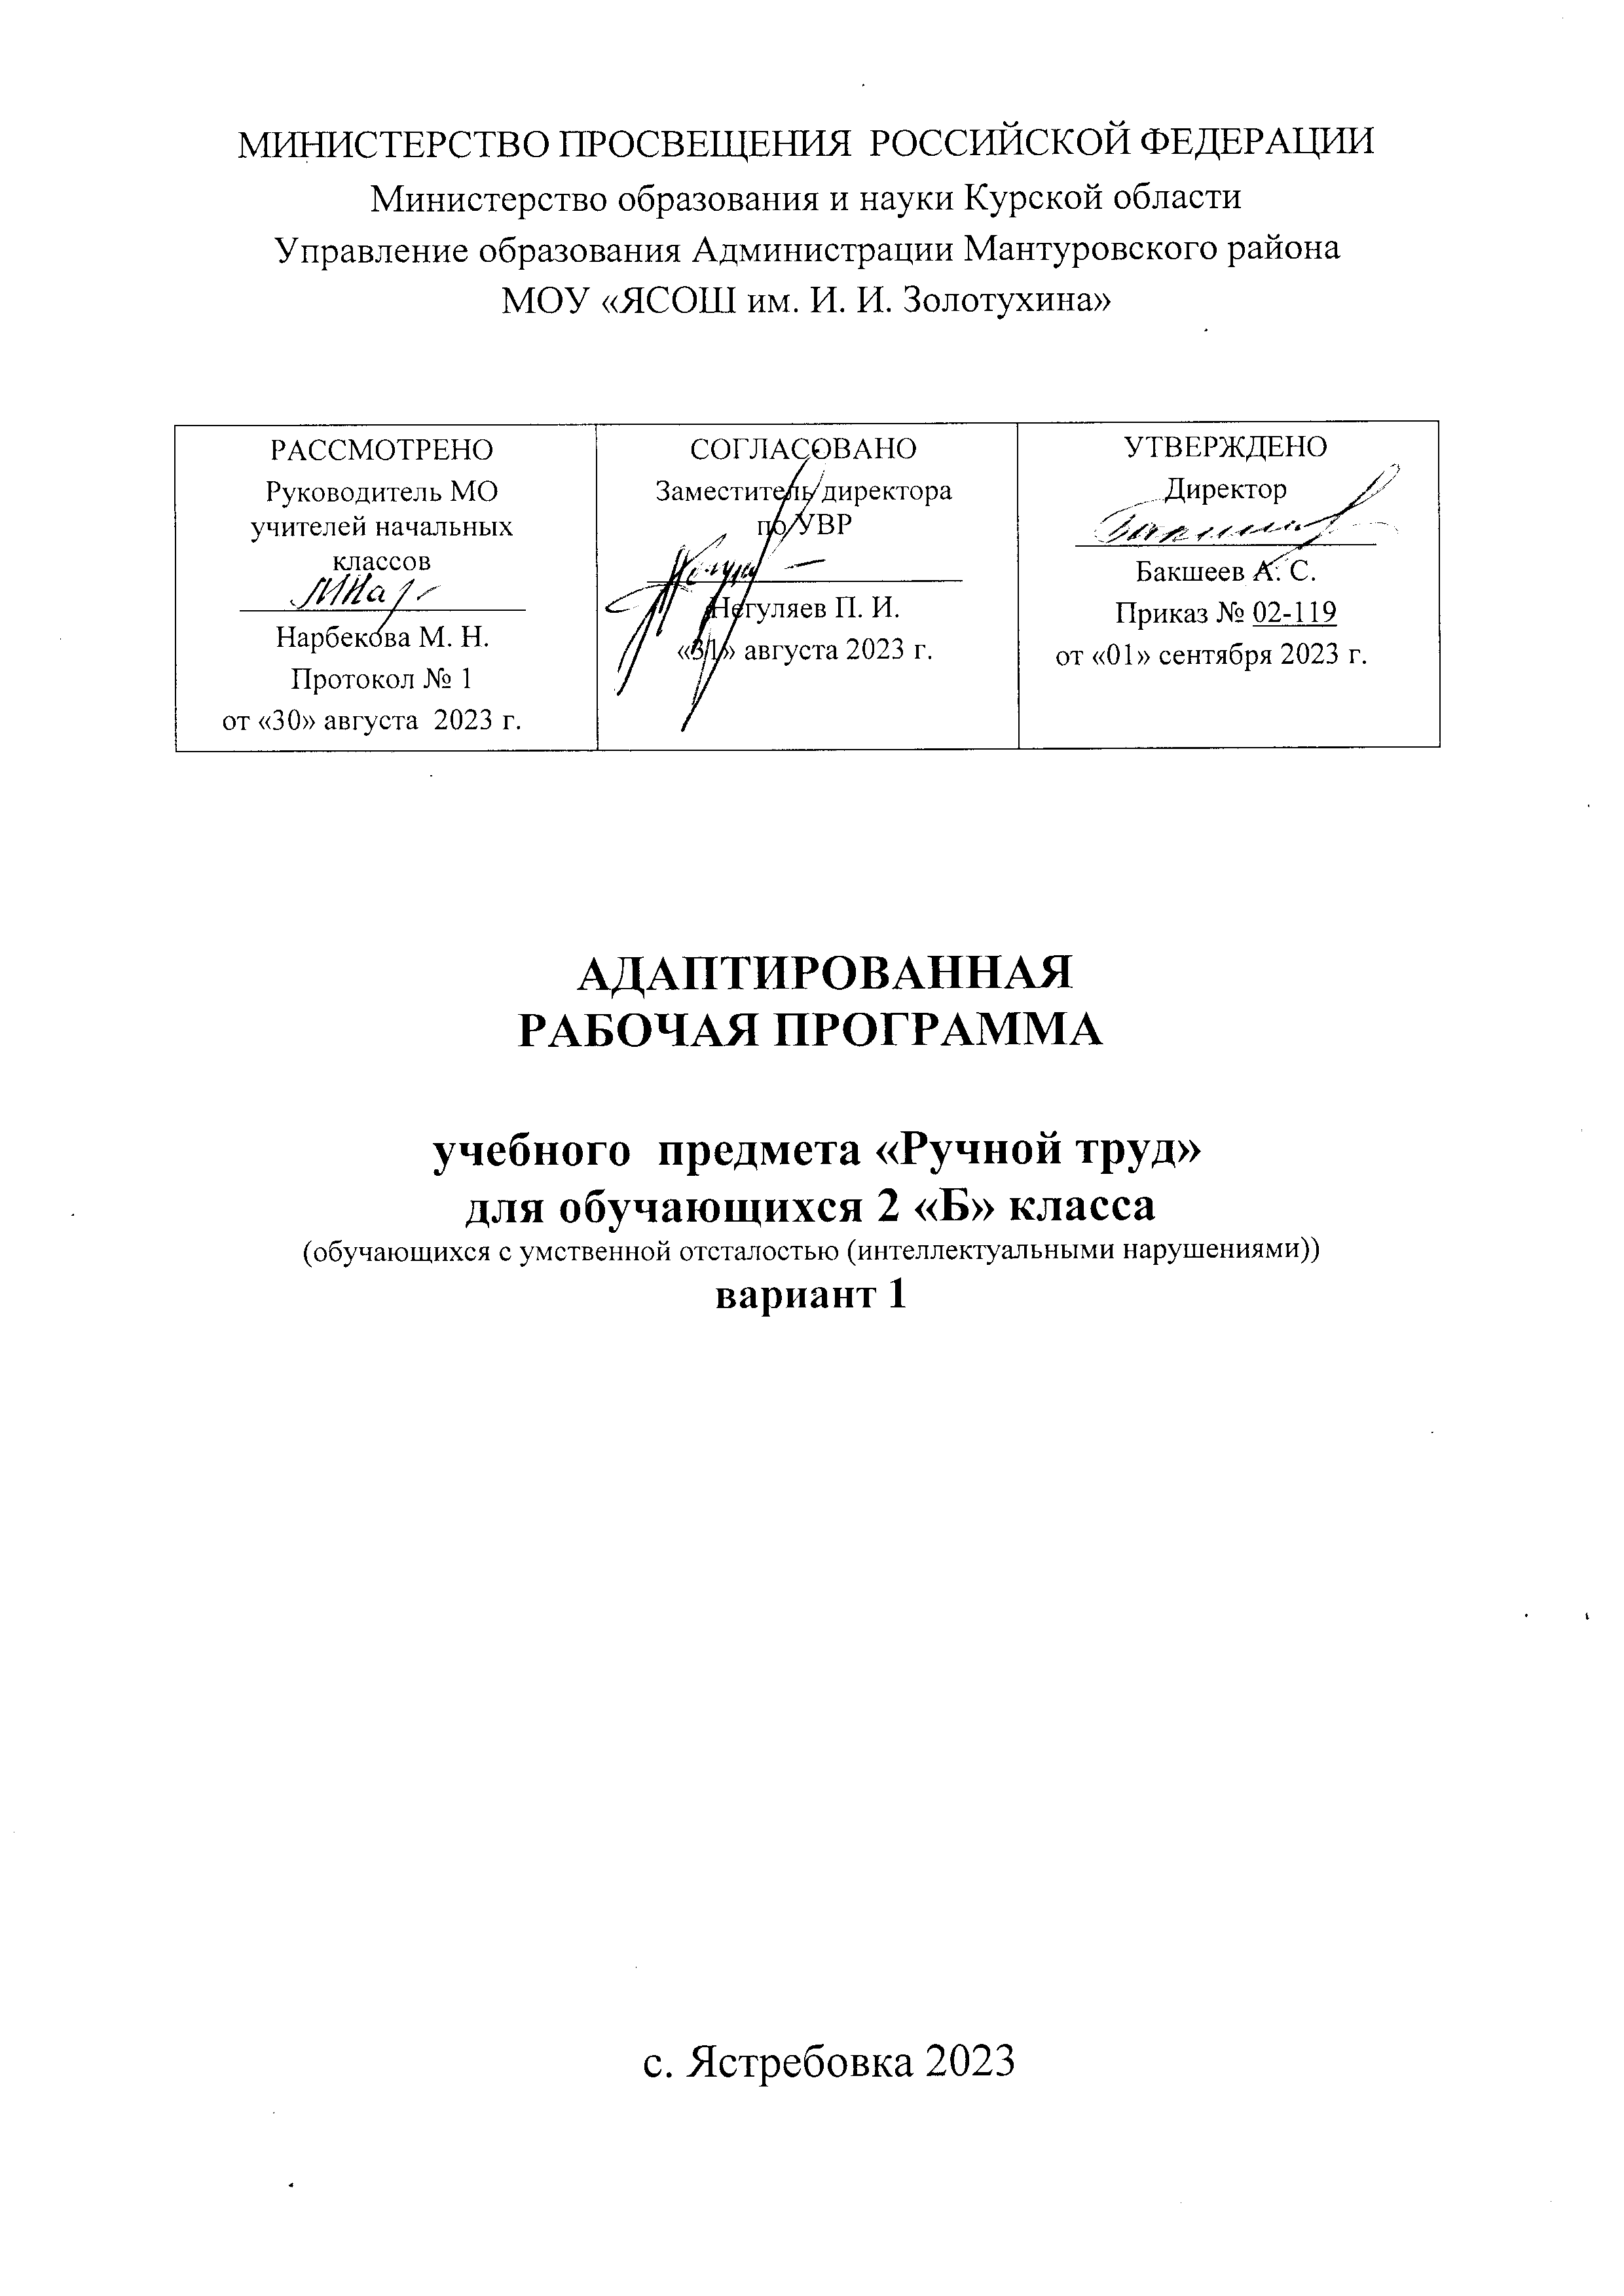 МИНИСТЕРСТВО ПРОСВЕЩЕНИЯ РОССИЙСКОЙ ФЕДЕРАЦИИ
Министерство образования и науки Курской области
Управление образования Администрации Мантуровского района
МОУ «ЯСОШ им. И. И. Золотухина»
РАССМОТРЕНО
Руководитель МО
учителей начальных
классов
Нарбекова М. Н.
Протокол № 1
от «30» августа 2023 г.
СОГЛАСОВАНО
Заместитель директора
по УВР
Негуляев П. И.
«31» августа 2023 г.
УТВЕРЖДЕНО
Директор
Бакшеев А. С.
Приказ № 02-119
от «01» сентября 2023 г.
АДАПТИРОВАННАЯ
РАБОЧАЯ ПРОГРАММА
учебного предмета «Ручной труд»
для обучающихся 2 «Б» класса
(обучающихся с умственной отсталостью (интеллектуальными нарушениями))
вариант 1
с. Ястребовка 2023